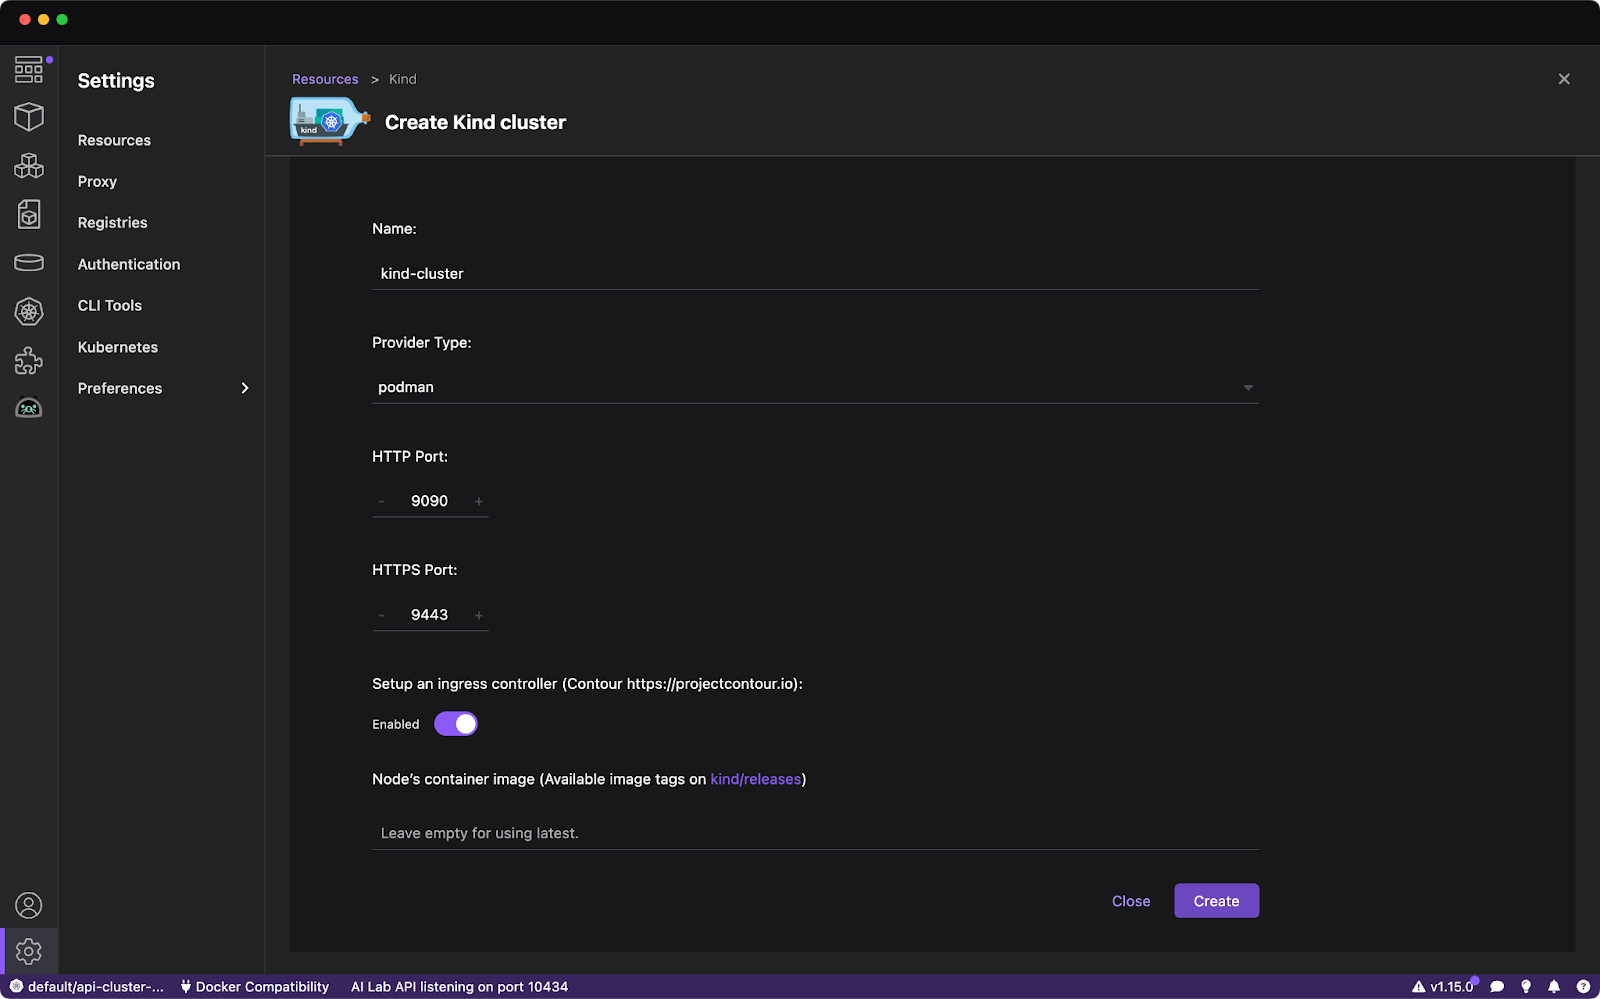 Settings
Resources
Proxy
Registries
Authentication
CLI Tools
Kubernetes
Preferences
Resources > Kind
kind
Create Kind cluster
Name:
kind-cluster
Provider Type:
podman
HTTP Port:
- 9090 +
HTTPS Port:
- 9443 +
Setup an ingress controller (Contour https://projectcontour.io):
Enabled
Node's container image (Available image tags on kind/releases)
Leave empty for using latest.
Close
Create
default/api-cluster-...
Docker Compatibility
AI Lab API listening on port 10434
v1.15.0